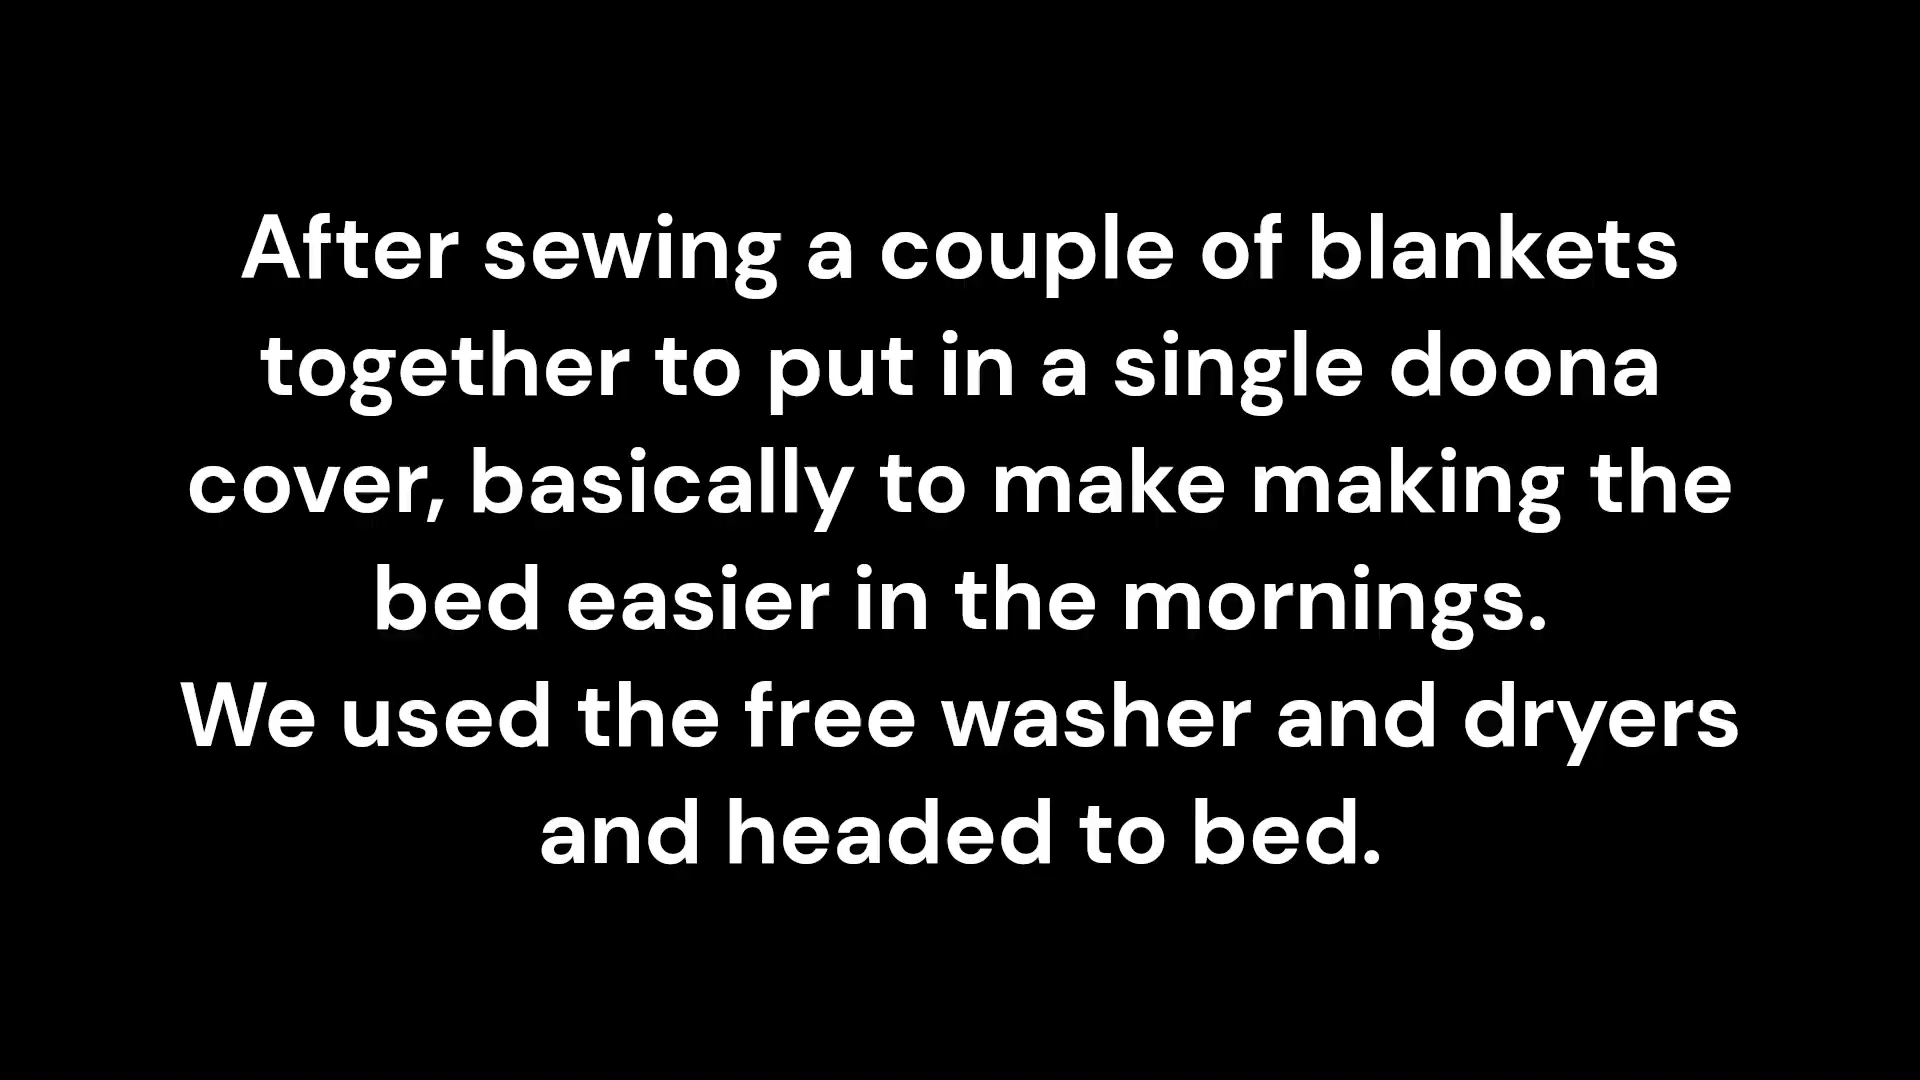 After sewing a couple of blankets
together to put in a single doona
cover, basically to make making the
bed easier in the mornings.
We used the free washer and dryers
and headed to bed.